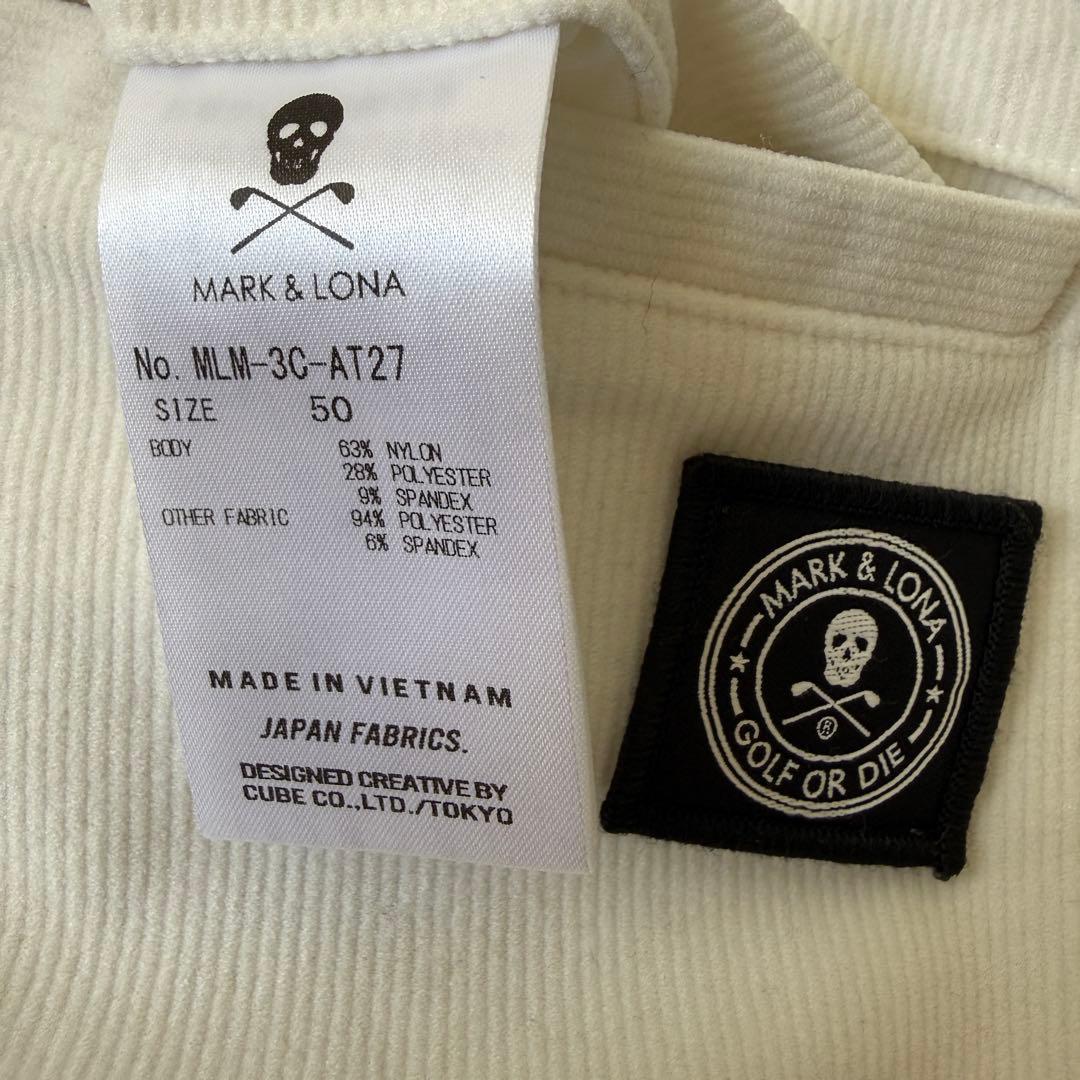 MARK & LONA
No. MLM-3C-AT27
SIZE 50
BODY 63% NYLON
28% POLYESTER
9% SPANDEX
OTHER FABRIC 94% POLYESTER
6% SPANDEX
MADE IN VIETNAM
JAPAN FABRICS.
DESIGNED CREATIVE BY
CUBE CO.,LTD./TOKYO
MARK & LONA
®
GOLF OR DIE